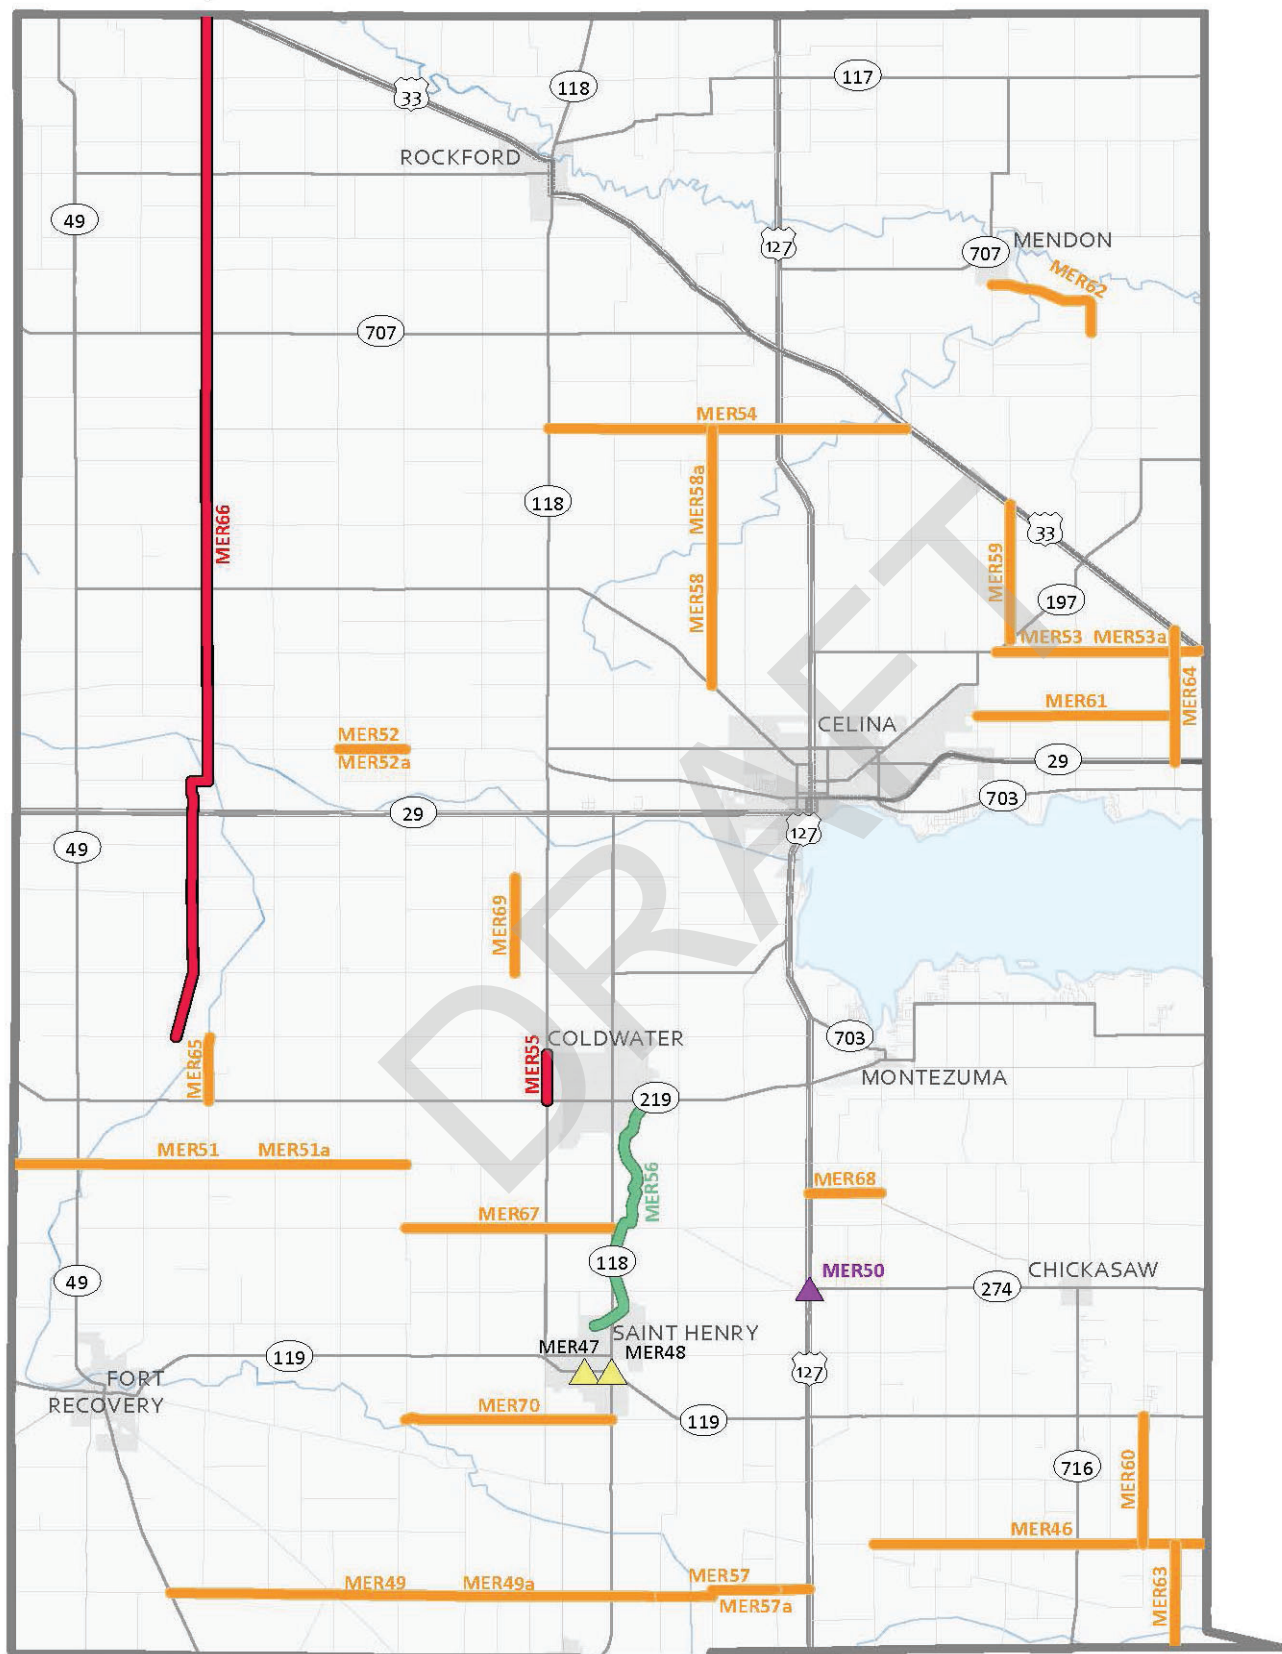 118
117
33
ROCKFORD
49
127
707
MENDON
MER62
707
MER54
MER58a
118
MER66
33
MER59
MER58
197
MER53 MER53a
MER64
MER61
CELINA
MER52
MER52a
29
703
29
127
49
MER69
DRAFT
COLDWATER
703
MER65
MER55
MONTEZUMA
219
MER51 MER51a
MER56
MER68
MER67
118
MER50
49
274
CHICKASAW
SAINT HENRY
MER47
MER48
119
127
FORT
RECOVERY
MER70
119
716
MER60
MER46
MER49
MER49a
MER57
MER57a
MER63